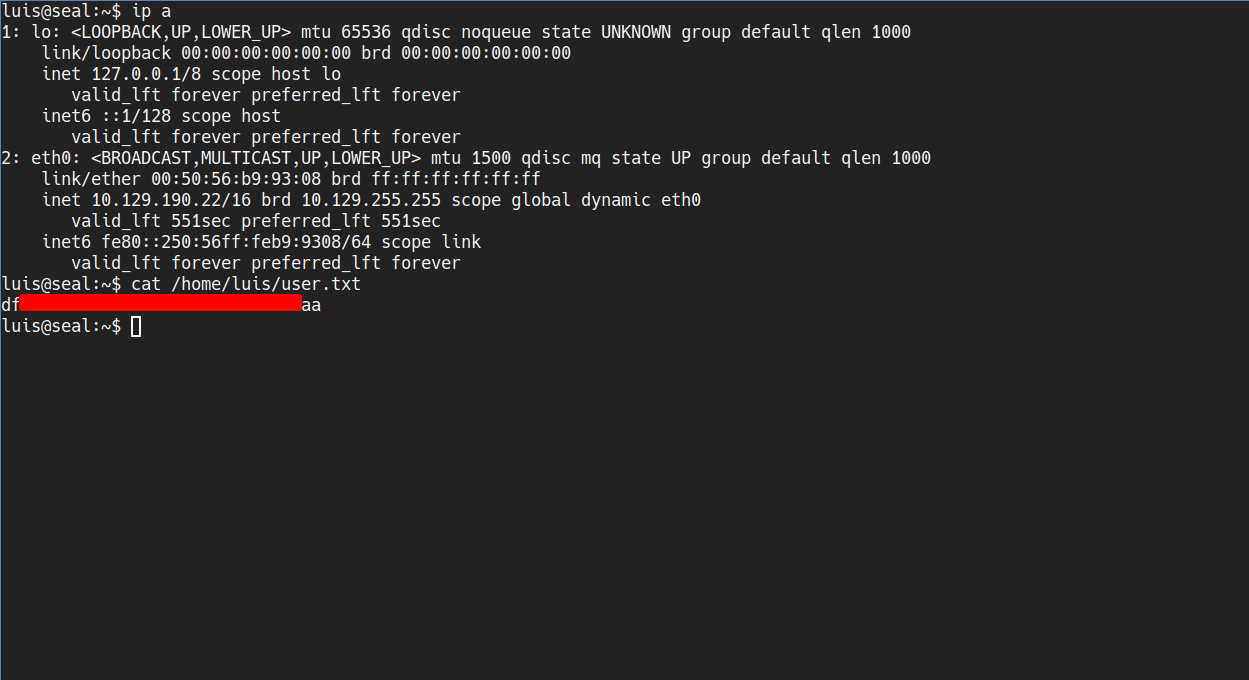 luis@seal:~$ ip a
1: lo: <LOOPBACK,UP,LOWER_UP> mtu 65536 qdisc noqueue state UNKNOWN group default qlen 1000
    link/loopback 00:00:00:00:00:00 brd 00:00:00:00:00:00
    inet 127.0.0.1/8 scope host lo
       valid_lft forever preferred_lft forever
    inet6 ::1/128 scope host
       valid_lft forever preferred_lft forever
2: eth0: <BROADCAST,MULTICAST,UP,LOWER_UP> mtu 1500 qdisc mq state UP group default qlen 1000
    link/ether 00:50:56:b9:93:08 brd ff:ff:ff:ff:ff:ff
    inet 10.129.190.22/16 brd 10.129.255.255 scope global dynamic eth0
       valid_lft 551sec preferred_lft 551sec
    inet6 fe80::250:56ff:feb9:9308/64 scope link
       valid_lft forever preferred_lft forever
luis@seal:~$ cat /home/luis/user.txt
df aa
luis@seal:~$